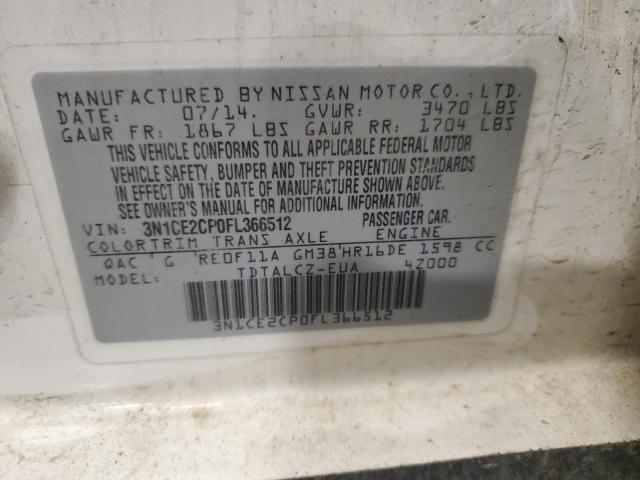 MANUFACTURED BY NISSAN MOTOR CO., LTD.
DATE: 07/14. GVWR: 3470 LBS
GAWR FR: 1867 LBS GAWR RR: 1704 LBS
THIS VEHICLE CONFORMS TO ALL APPLICABLE FEDERAL MOTOR
VEHICLE SAFETY, BUMPER AND THEFT PREVENTION STANDARDS
IN EFFECT ON THE DATE OF MANUFACTURE SHOWN ABOVE.
SEE OWNER'S MANUAL FOR ADDITIONAL INFORMATION.
VIN: 3N1CE2CP0FL366512 PASSENGER CAR.
COLOR TRIM TRANS AXLE ENGINE
QAC ' G ' RE0F11A GM38 ' HR16DE 1598 CC
MODEL: TDTALCZ-EUA 4Z000
3N1CE2CP0FL366512